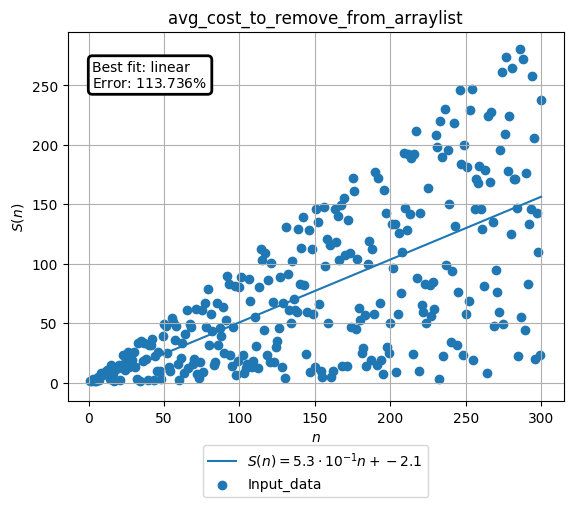 avg_cost_to_remove_from_arraylist
Best fit: linear
Error: 113.736%
S(n)
250
200
150
100
50
0
0 50 100 150 200 250 300
n
S(n) = 5.3 · 10⁻¹n + −2.1
Input_data